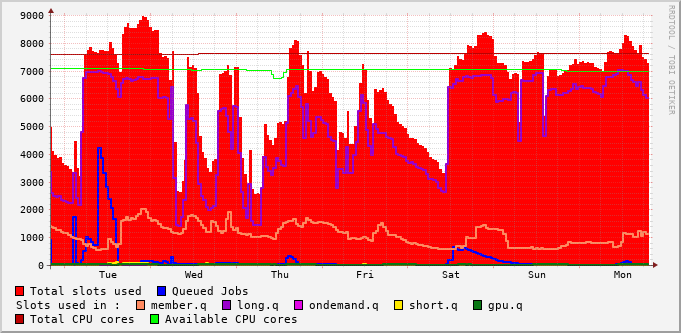 9000
8000
7000
6000
5000
4000
3000
2000
1000
0
Tue Wed Thu Fri Sat Sun Mon
RRDTOOL / TOBI OETIKER
Total slots used Queued Jobs
Slots used in : member.q long.q ondemand.q short.q gpu.q
Total CPU cores Available CPU cores